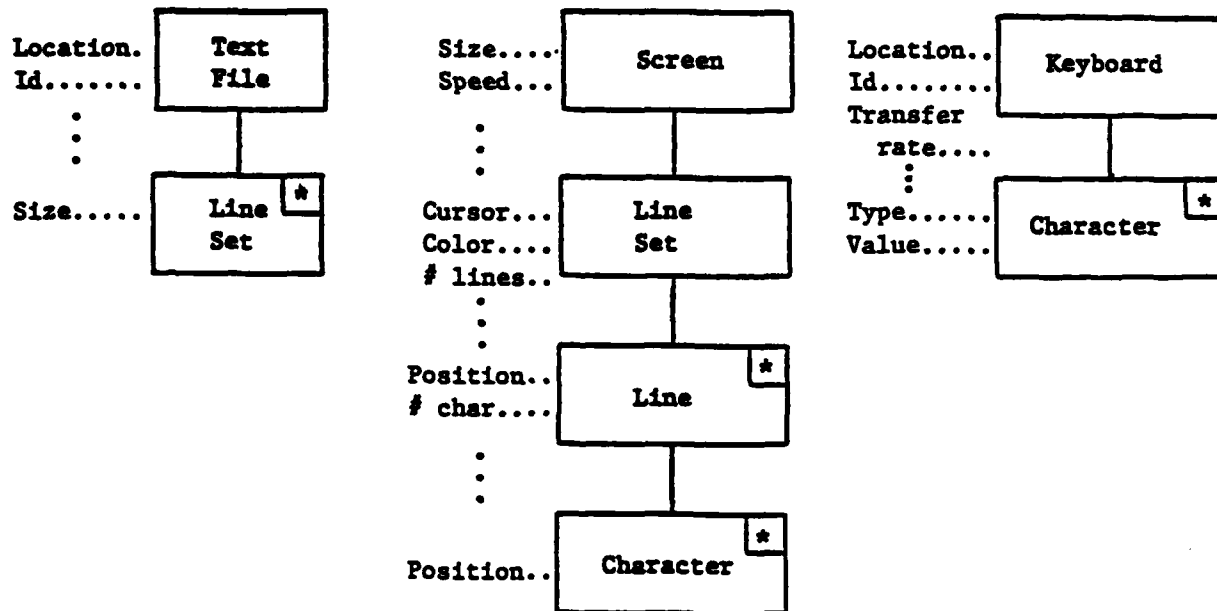 Location.
Id.......
Text
File
Size.....
Line
Set
*
Size....
Speed...
Screen
Cursor...
Color....
# lines..
Line
Set
Position..
# char....
Line
*
Position..
Character
*
Location..
Id........
Transfer
rate....
Keyboard
Type......
Value.....
Character
*